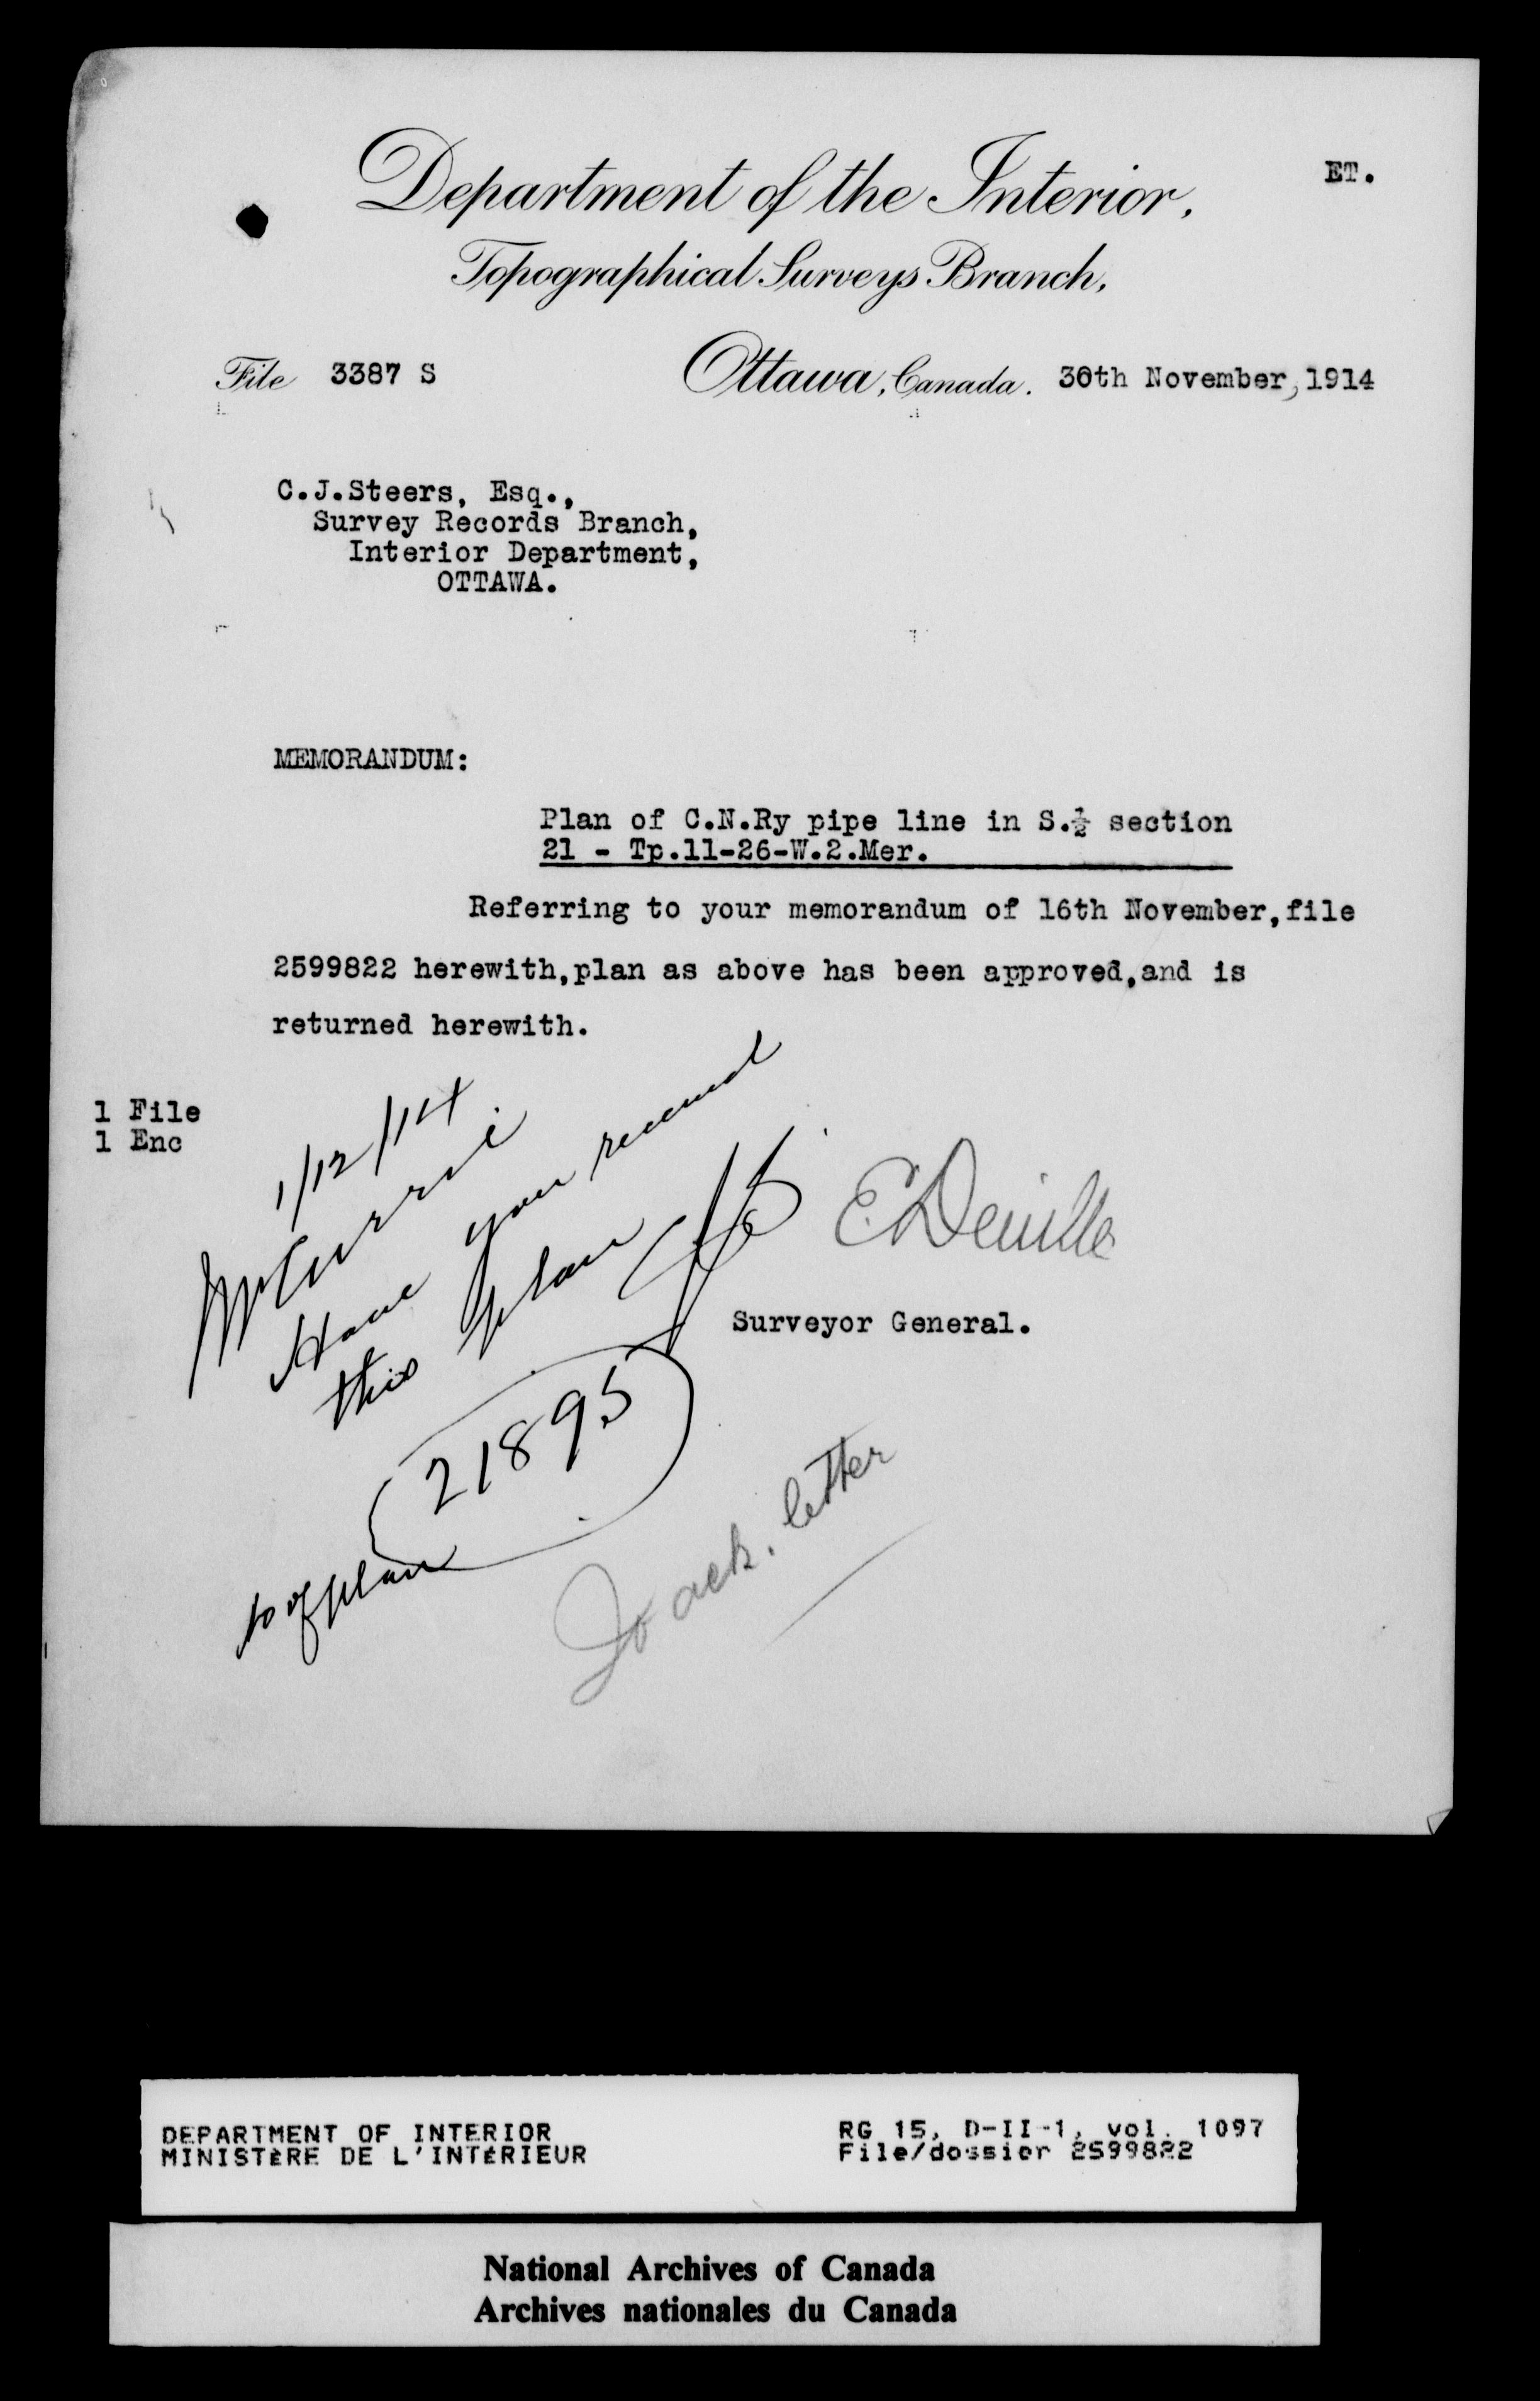 Department of the Interior,
ET.
Topographical Surveys Branch,
File 3387 S
Ottawa, Canada. 30th November, 1914
C.J.Steers, Esq.,
Survey Records Branch,
Interior Department,
OTTAWA.
MEMORANDUM:
Plan of C.N.Ry pipe line in S.½ section
21 - Tp.11-26-W.2.Mer.
Referring to your memorandum of 16th November,file
2599822 herewith,plan as above has been approved,and is
returned herewith.
1 File
1 Enc
1/12/14
Mr Currie
Have you received
this plan
E Deville
Surveyor General.
21895
to of plan
To ack. letter
DEPARTMENT OF INTERIOR
MINISTÈRE DE L'INTÉRIEUR
RG 15, D-II-1, vol. 1097
File/dossier 2599822
National Archives of Canada
Archives nationales du Canada